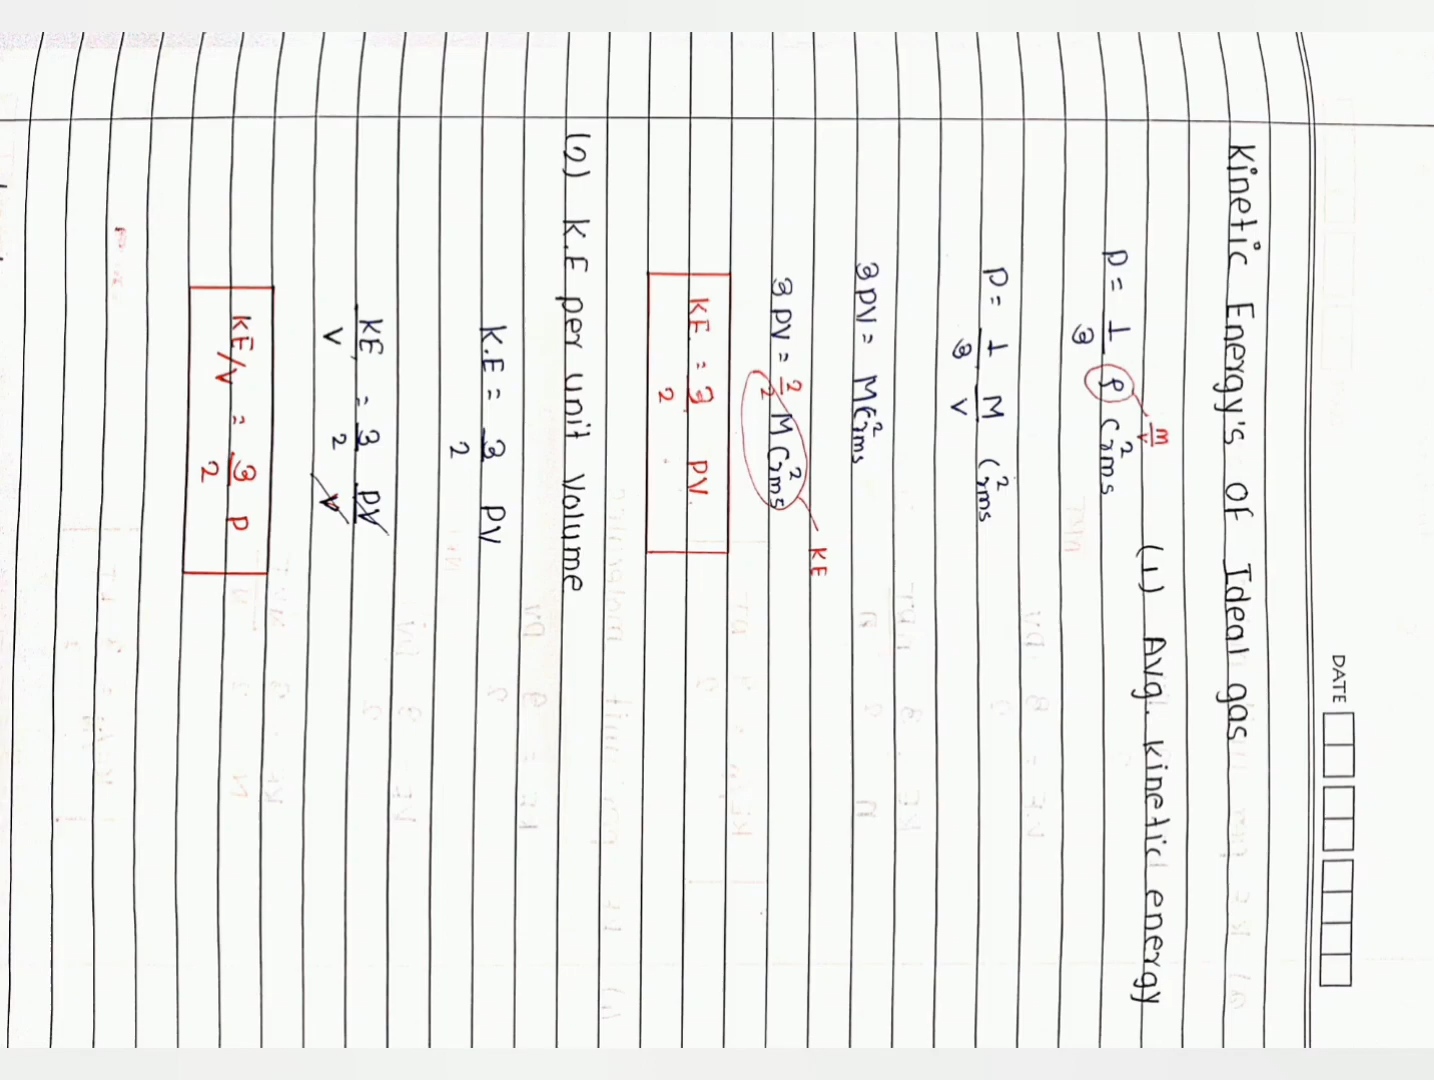 DATE
Kinetic Energy's of Ideal gas
(1) Avg. kinetic energy
P = 1/3 ρ C²rms
m/v
P = 1/3 M/V C²rms
3PV = MC²rms
3PV = 2/2 MC²rms
KE
KE = 3/2 PV
(2) K.E per unit Volume
K.E = 3/2 PV
KE/V = 3/2 PV/V
KE/V = 3/2 P